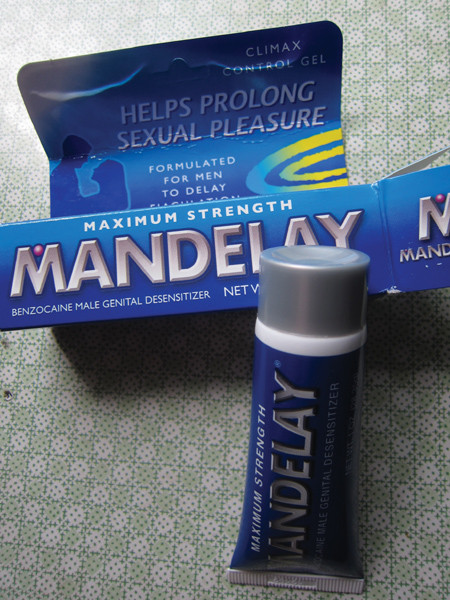 CLIMAX
CONTROL GEL
HELPS PROLONG
SEXUAL PLEASURE
FORMULATED
FOR MEN
TO DELAY
MAXIMUM STRENGTH
MANDELAY
BENZOCAINE MALE GENITAL DESENSITIZER NET
MAXIMUM STRENGTH
MANDELAY®
MALE GENITAL DESENSITIZER